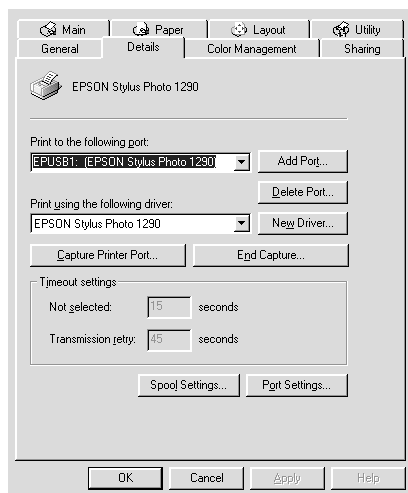 Main Paper Layout Utility
General Details Color Management Sharing
EPSON Stylus Photo 1290
Print to the following port:
EPUSB1: (EPSON Stylus Photo 1290) Add Port...
Delete Port...
Print using the following driver:
EPSON Stylus Photo 1290 New Driver...
Capture Printer Port... End Capture...
Timeout settings
Not selected: 15 seconds
Transmission retry: 45 seconds
Spool Settings... Port Settings...
OK Cancel Apply Help